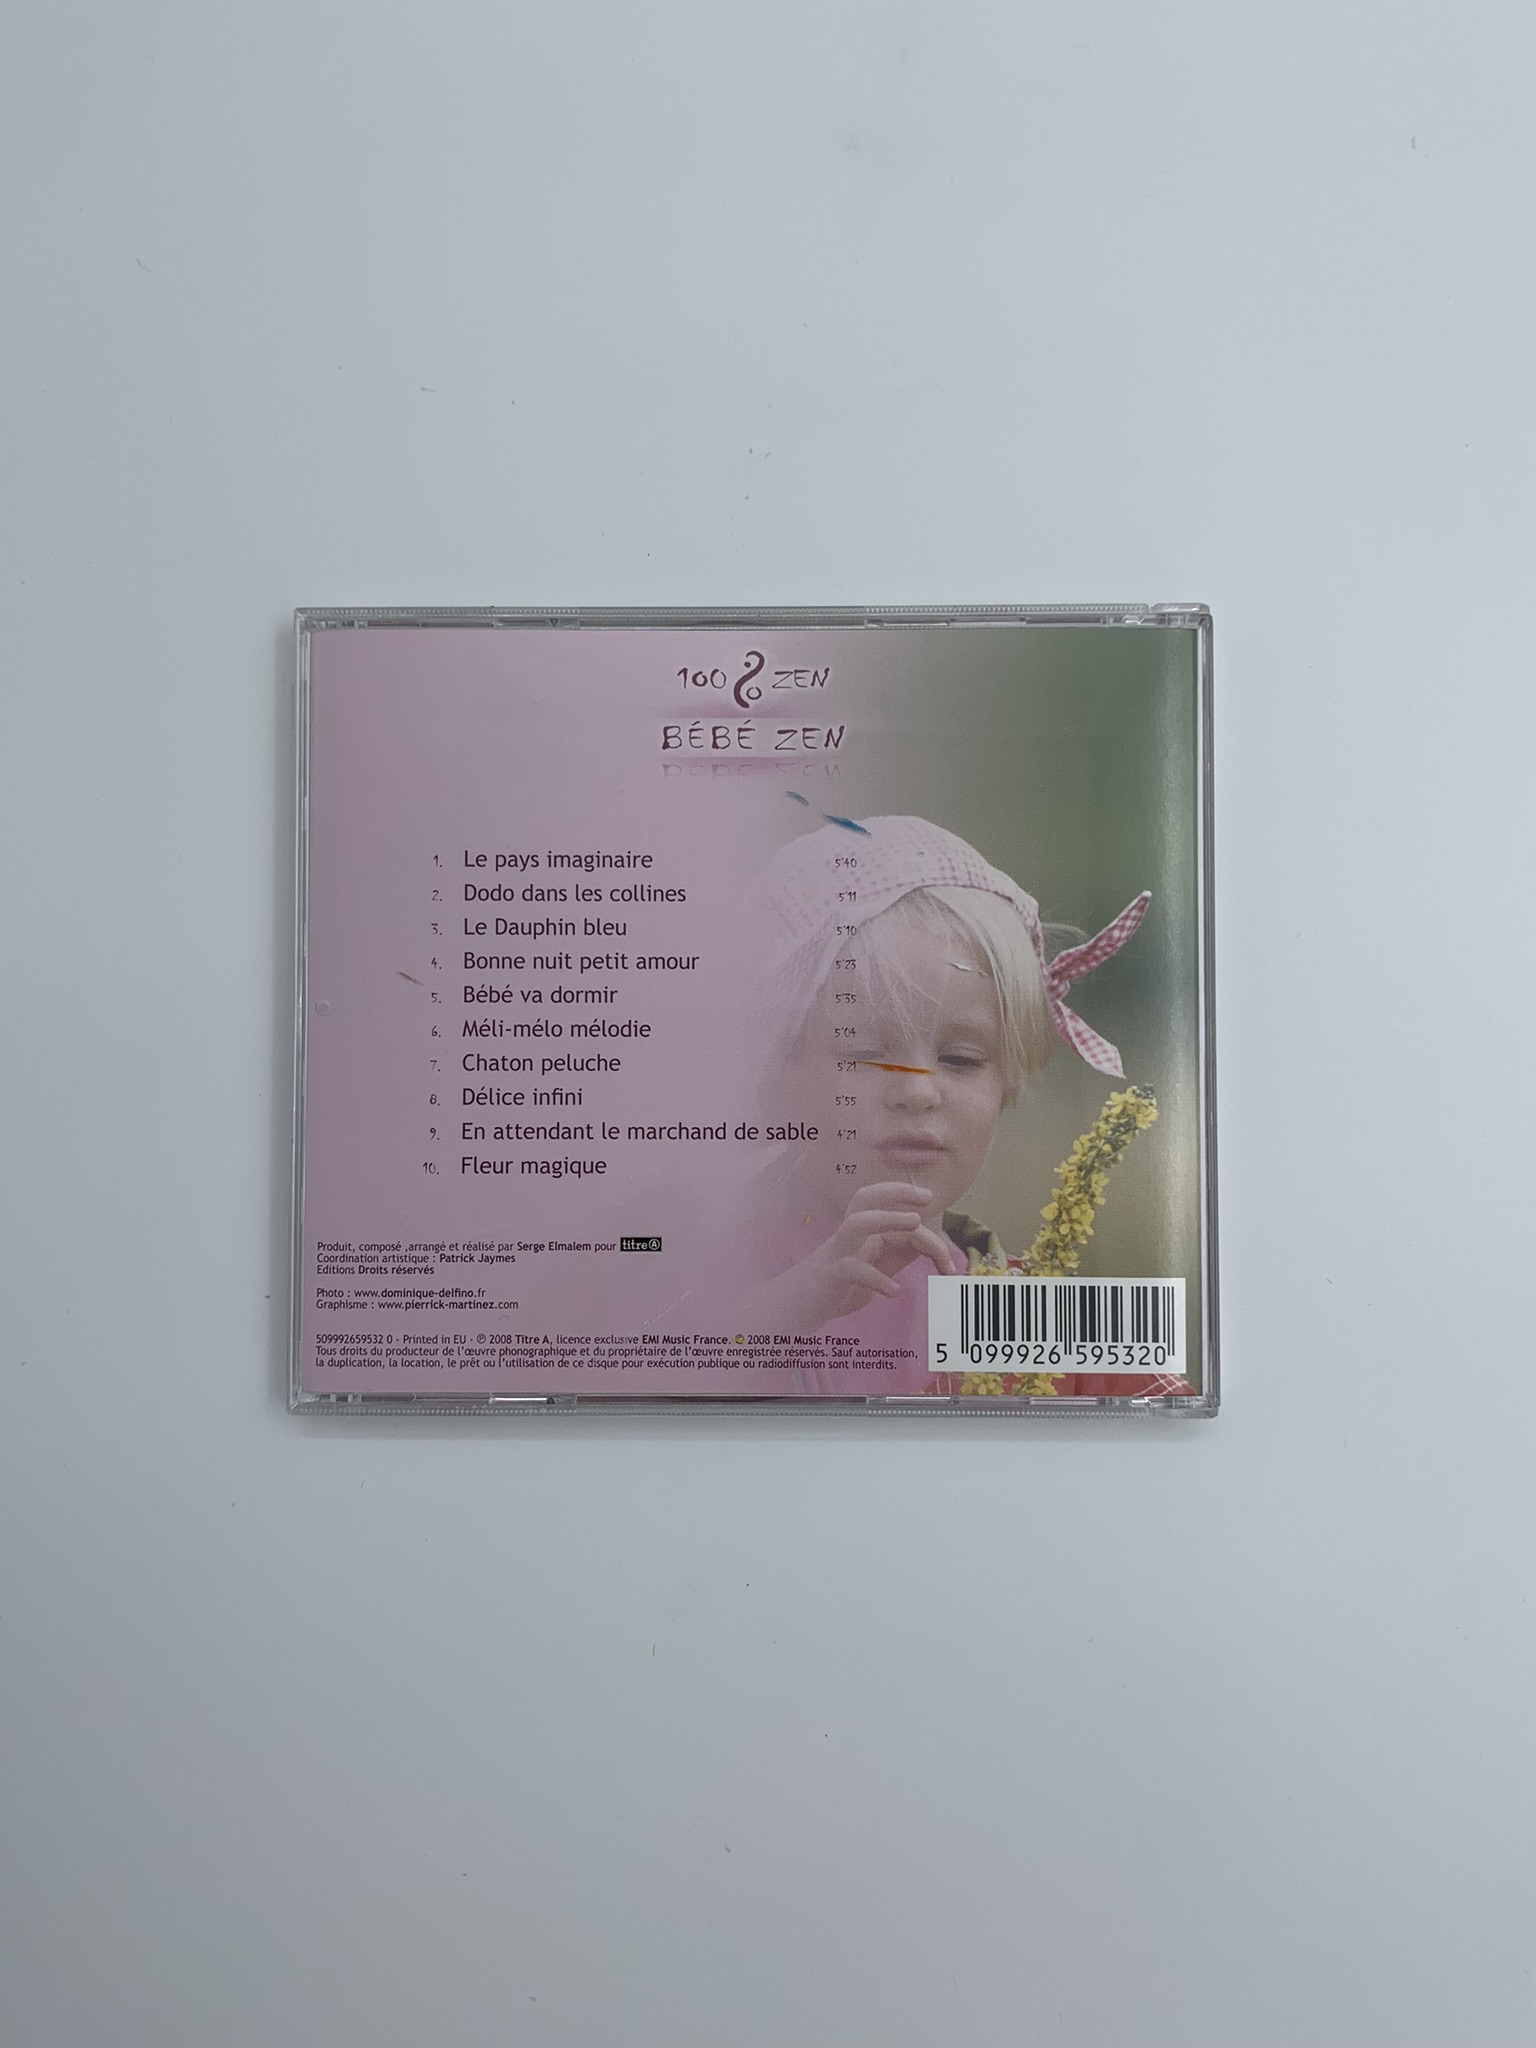 100 % ZEN
BÉBÉ ZEN
1. Le pays imaginaire 5'40
2. Dodo dans les collines 5'11
3. Le Dauphin bleu 5'10
4. Bonne nuit petit amour 5'23
5. Bébé va dormir 5'35
6. Méli-mélo mélodie 5'04
7. Chaton peluche 5'21
8. Délice infini 5'55
9. En attendant le marchand de sable 4'21
10. Fleur magique 4'52
Produit, composé ,arrangé et réalisé par Serge Elmalem pour titre A
Coordination artistique : Patrick Jaymes
Editions Droits réservés
Photo : www.dominique-delfino.fr
Graphisme : www.pierrick-martinez.com
509992659532 0 - Printed in EU - ℗ 2008 Titre A, licence exclusive EMI Music France. © 2008 EMI Music France
Tous droits du producteur de l'œuvre phonographique et du propriétaire de l'œuvre enregistrée réservés. Sauf autorisation,
la duplication, la location, le prêt ou l'utilisation de ce disque pour exécution publique ou radiodiffusion sont interdits.
5 099926 595320